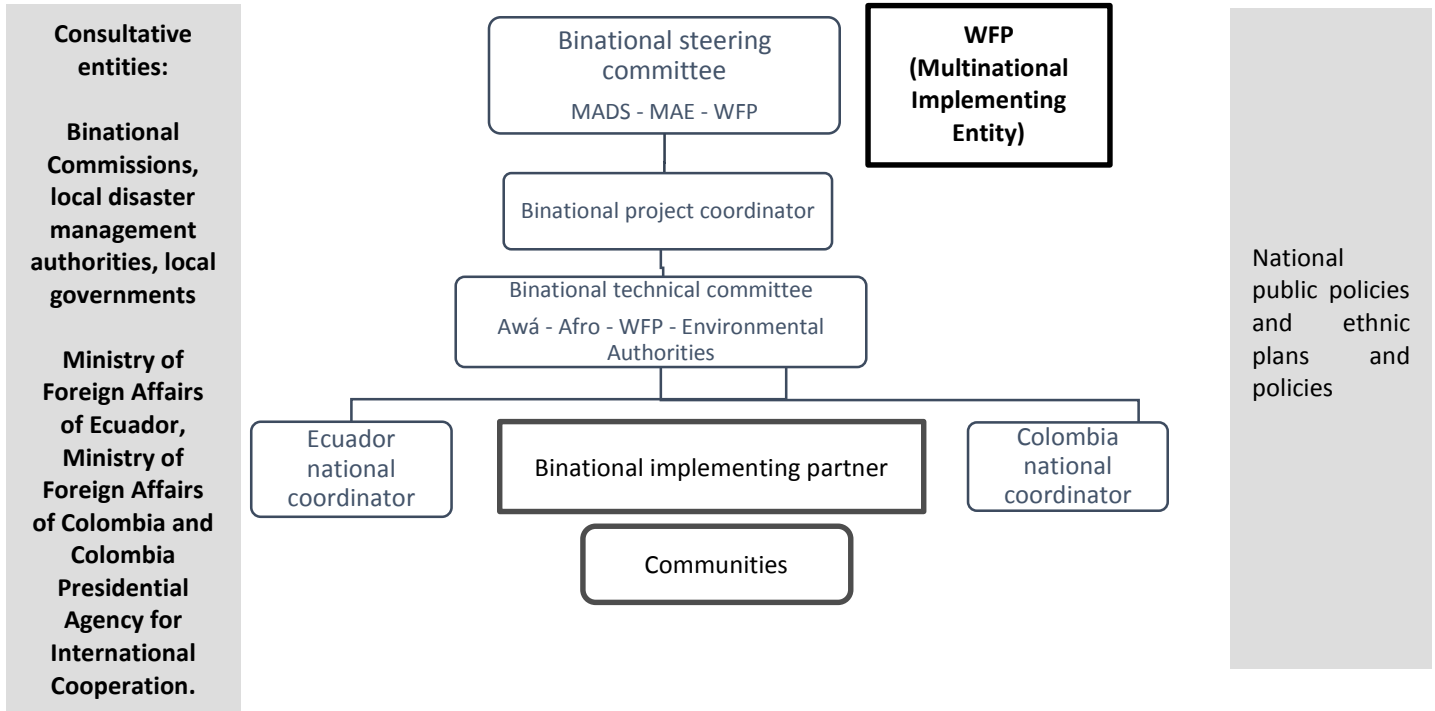 Consultative
entities:
Binational
Commissions,
local disaster
management
authorities, local
governments
Ministry of
Foreign Affairs
of Ecuador,
Ministry of
Foreign Affairs
of Colombia and
Colombia
Presidential
Agency for
International
Cooperation.
Binational steering
committee
MADS - MAE - WFP
WFP
(Multinational
Implementing
Entity)
Binational project coordinator
Binational technical committee
Awá - Afro - WFP - Environmental
Authorities
Ecuador
national
coordinator
Binational implementing partner
Colombia
national
coordinator
Communities
National
public policies
and ethnic
plans and
policies